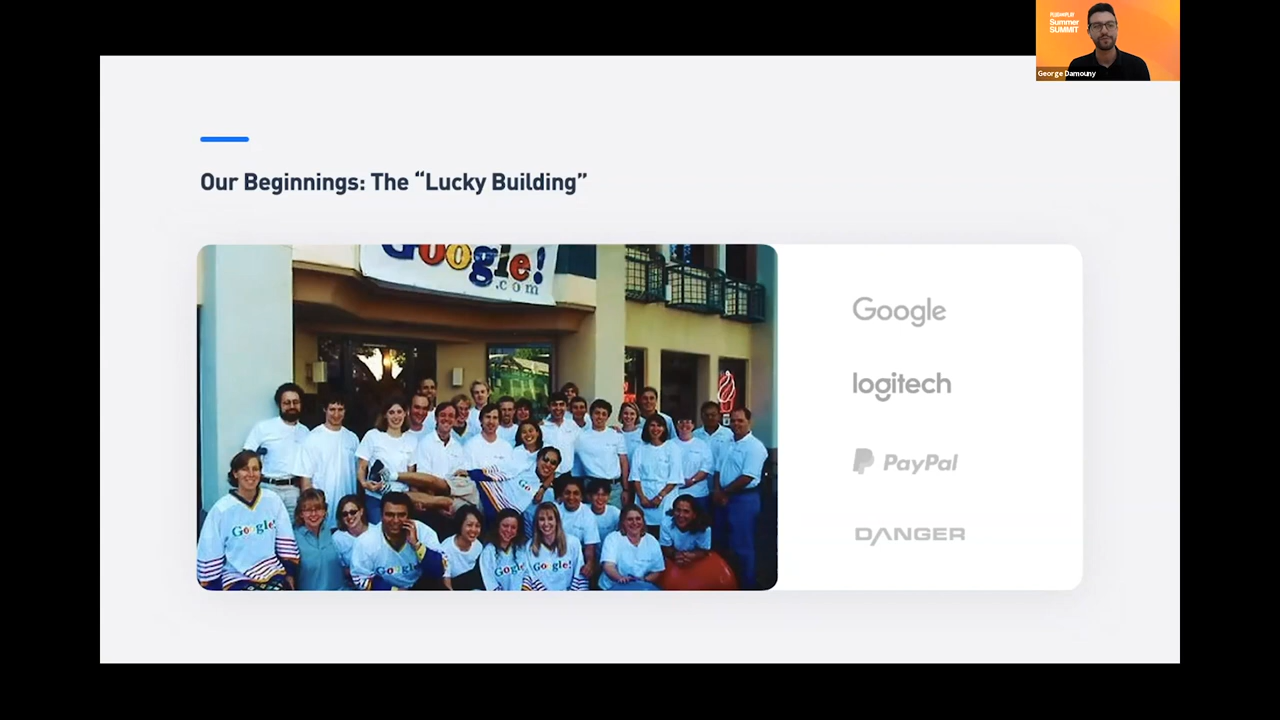 PLUGANDPLAY
Summer
SUMMIT
George Damouny
Our Beginnings: The “Lucky Building”
Google!
.com
Google!
Google!
Google!
Google!
Google
logitech
PayPal
DANGER